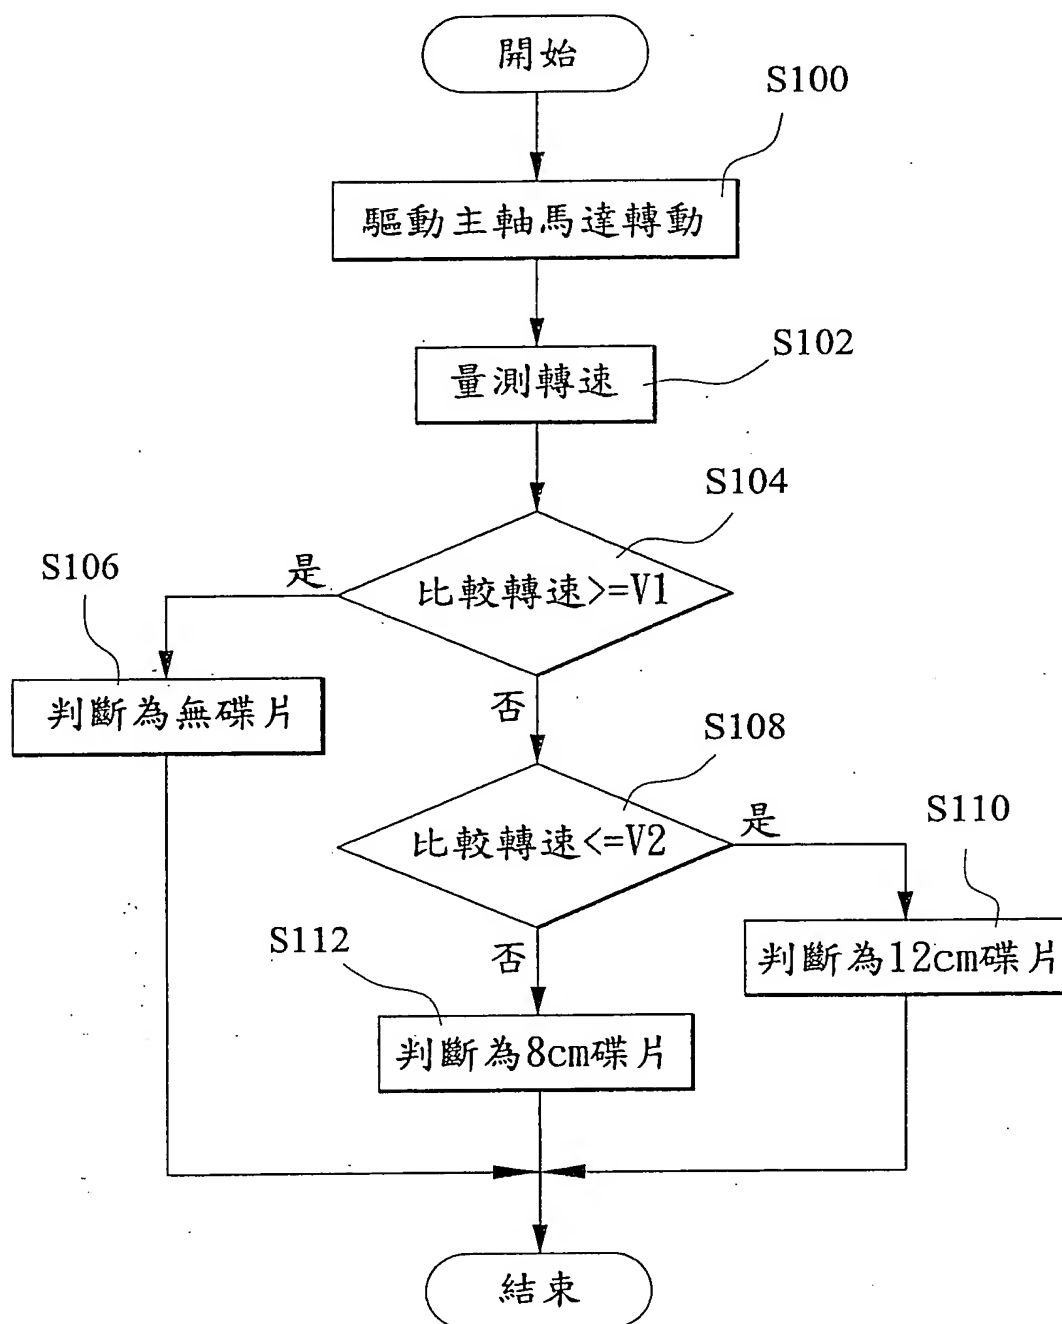 開始
S100
驅動主軸馬達轉動
S102
量測轉速
S104
比較轉速>=V1
是
S106
判斷為無碟片
否
S108
比較轉速<=V2
是
S110
判斷為12cm碟片
否
S112
判斷為8cm碟片
結束